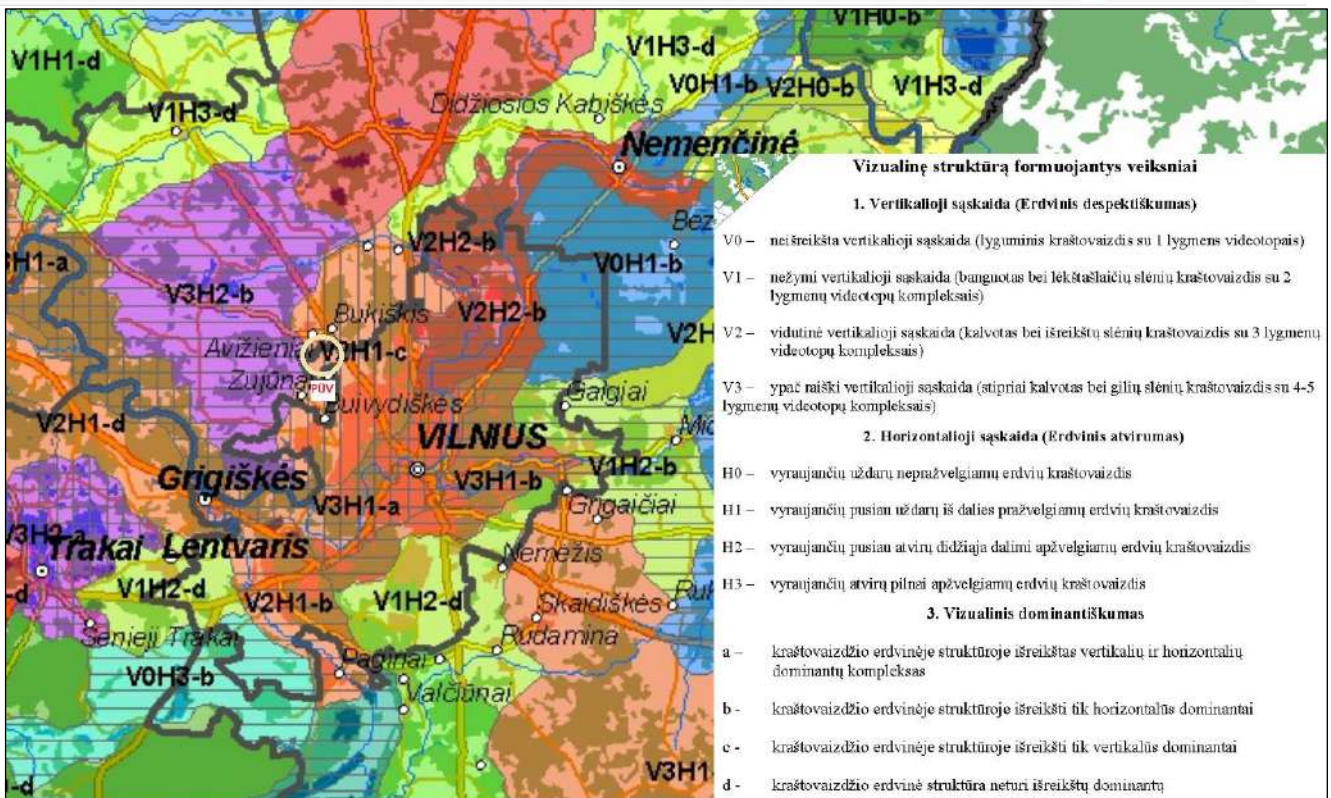 V1H0-b
V1H1-d
V1H3-d
V0H1-b
V2H0-b
V1H3-d
V1H3-d
Didžiosios Kabiškės
Nemenčinė
V2H2-b
V0H1-b
V3H2-b
V2H2-b
Bukiškis
Avižieniai
H1-c
Zujūnai
PŪV
Buivydiškės
Galgiai
V2H1-d
VILNIUS
V1H2-b
Grigiškės
V3H1-b
V3H1-a
Grigaičiai
Trakai
Lentvaris
Nemėžis
V1H2-d
V2H1-b
V1H2-d
Skaidiškės
Senieji Trakai
Rudamina
V0H3-b
Pagiriai
Valčiūnai
V3H1-
Vizualinę struktūrą formuojantys veiksniai
1. Vertikalioji sąskaida (Erdvinis despektiškumas)
V0 – neišreikšta vertikalioji sąskaida (lyguminis kraštovaizdis su 1 lygmens videotopais)
V1 – nežymi vertikalioji sąskaida (banguotas bei lėkštašlaičių slėnių kraštovaizdis su 2
lygmenų videotopų kompleksais)
V2 – vidutinė vertikalioji sąskaida (kalvotas bei išreikštų slėnių kraštovaizdis su 3 lygmenų
videotopų kompleksais)
V3 – ypač raiški vertikalioji sąskaida (stipriai kalvotas bei gilių slėnių kraštovaizdis su 4-5
lygmenų videotopų kompleksais)
2. Horizontalioji sąskaida (Erdvinis atvirumas)
H0 – vyraujančių uždarų nepražvelgiamų erdvių kraštovaizdis
H1 – vyraujančių pusiau uždarų iš dalies pražvelgiamų erdvių kraštovaizdis
H2 – vyraujančių pusiau atvirų didžiąja dalimi apžvelgiamų erdvių kraštovaizdis
H3 – vyraujančių atvirų pilnai apžvelgiamų erdvių kraštovaizdis
3. Vizualinis dominantiškumas
a – kraštovaizdžio erdvinėje struktūroje išreikštas vertikalių ir horizontalių
dominantų kompleksas
b - kraštovaizdžio erdvinėje struktūroje išreikšti tik horizontalūs dominantai
c - kraštovaizdžio erdvinėje struktūroje išreikšti tik vertikalūs dominantai
d - kraštovaizdžio erdvinė struktūra neturi išreikštų dominantų